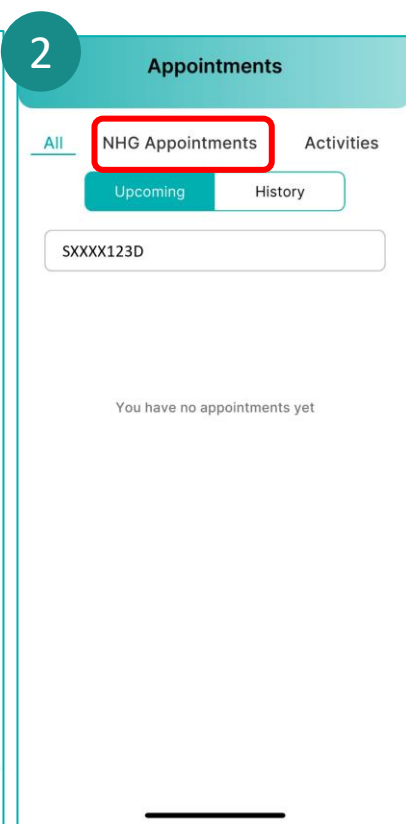 2
Appointments
All NHG Appointments Activities
Upcoming History
SXXXX123D
You have no appointments yet